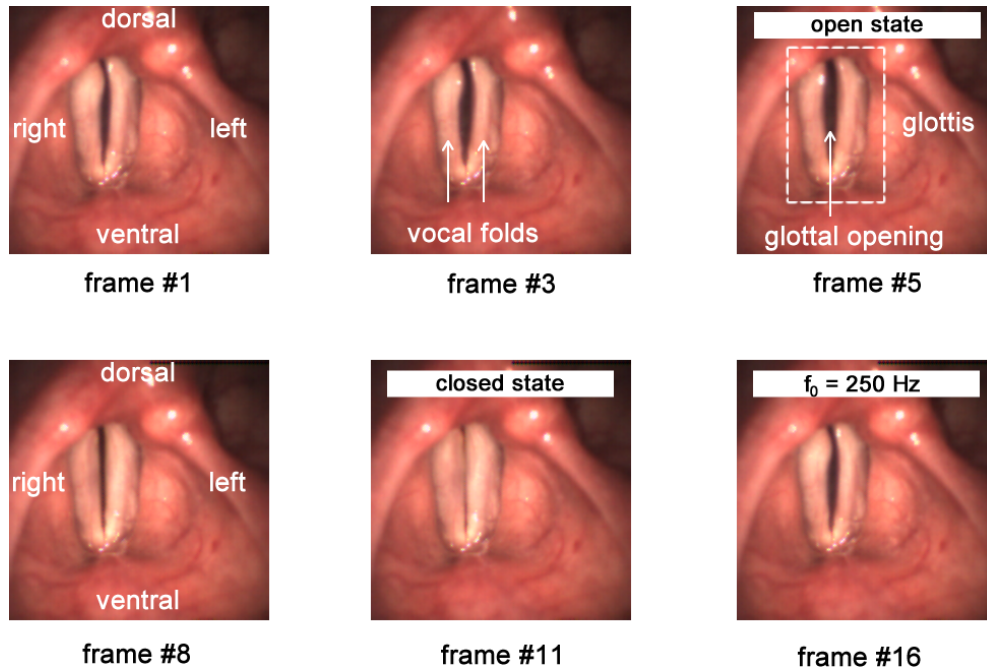 dorsal
right
left
ventral
frame #1
vocal folds
frame #3
open state
glottis
glottal opening
frame #5
dorsal
right
left
ventral
frame #8
closed state
frame #11
f₀ = 250 Hz
frame #16